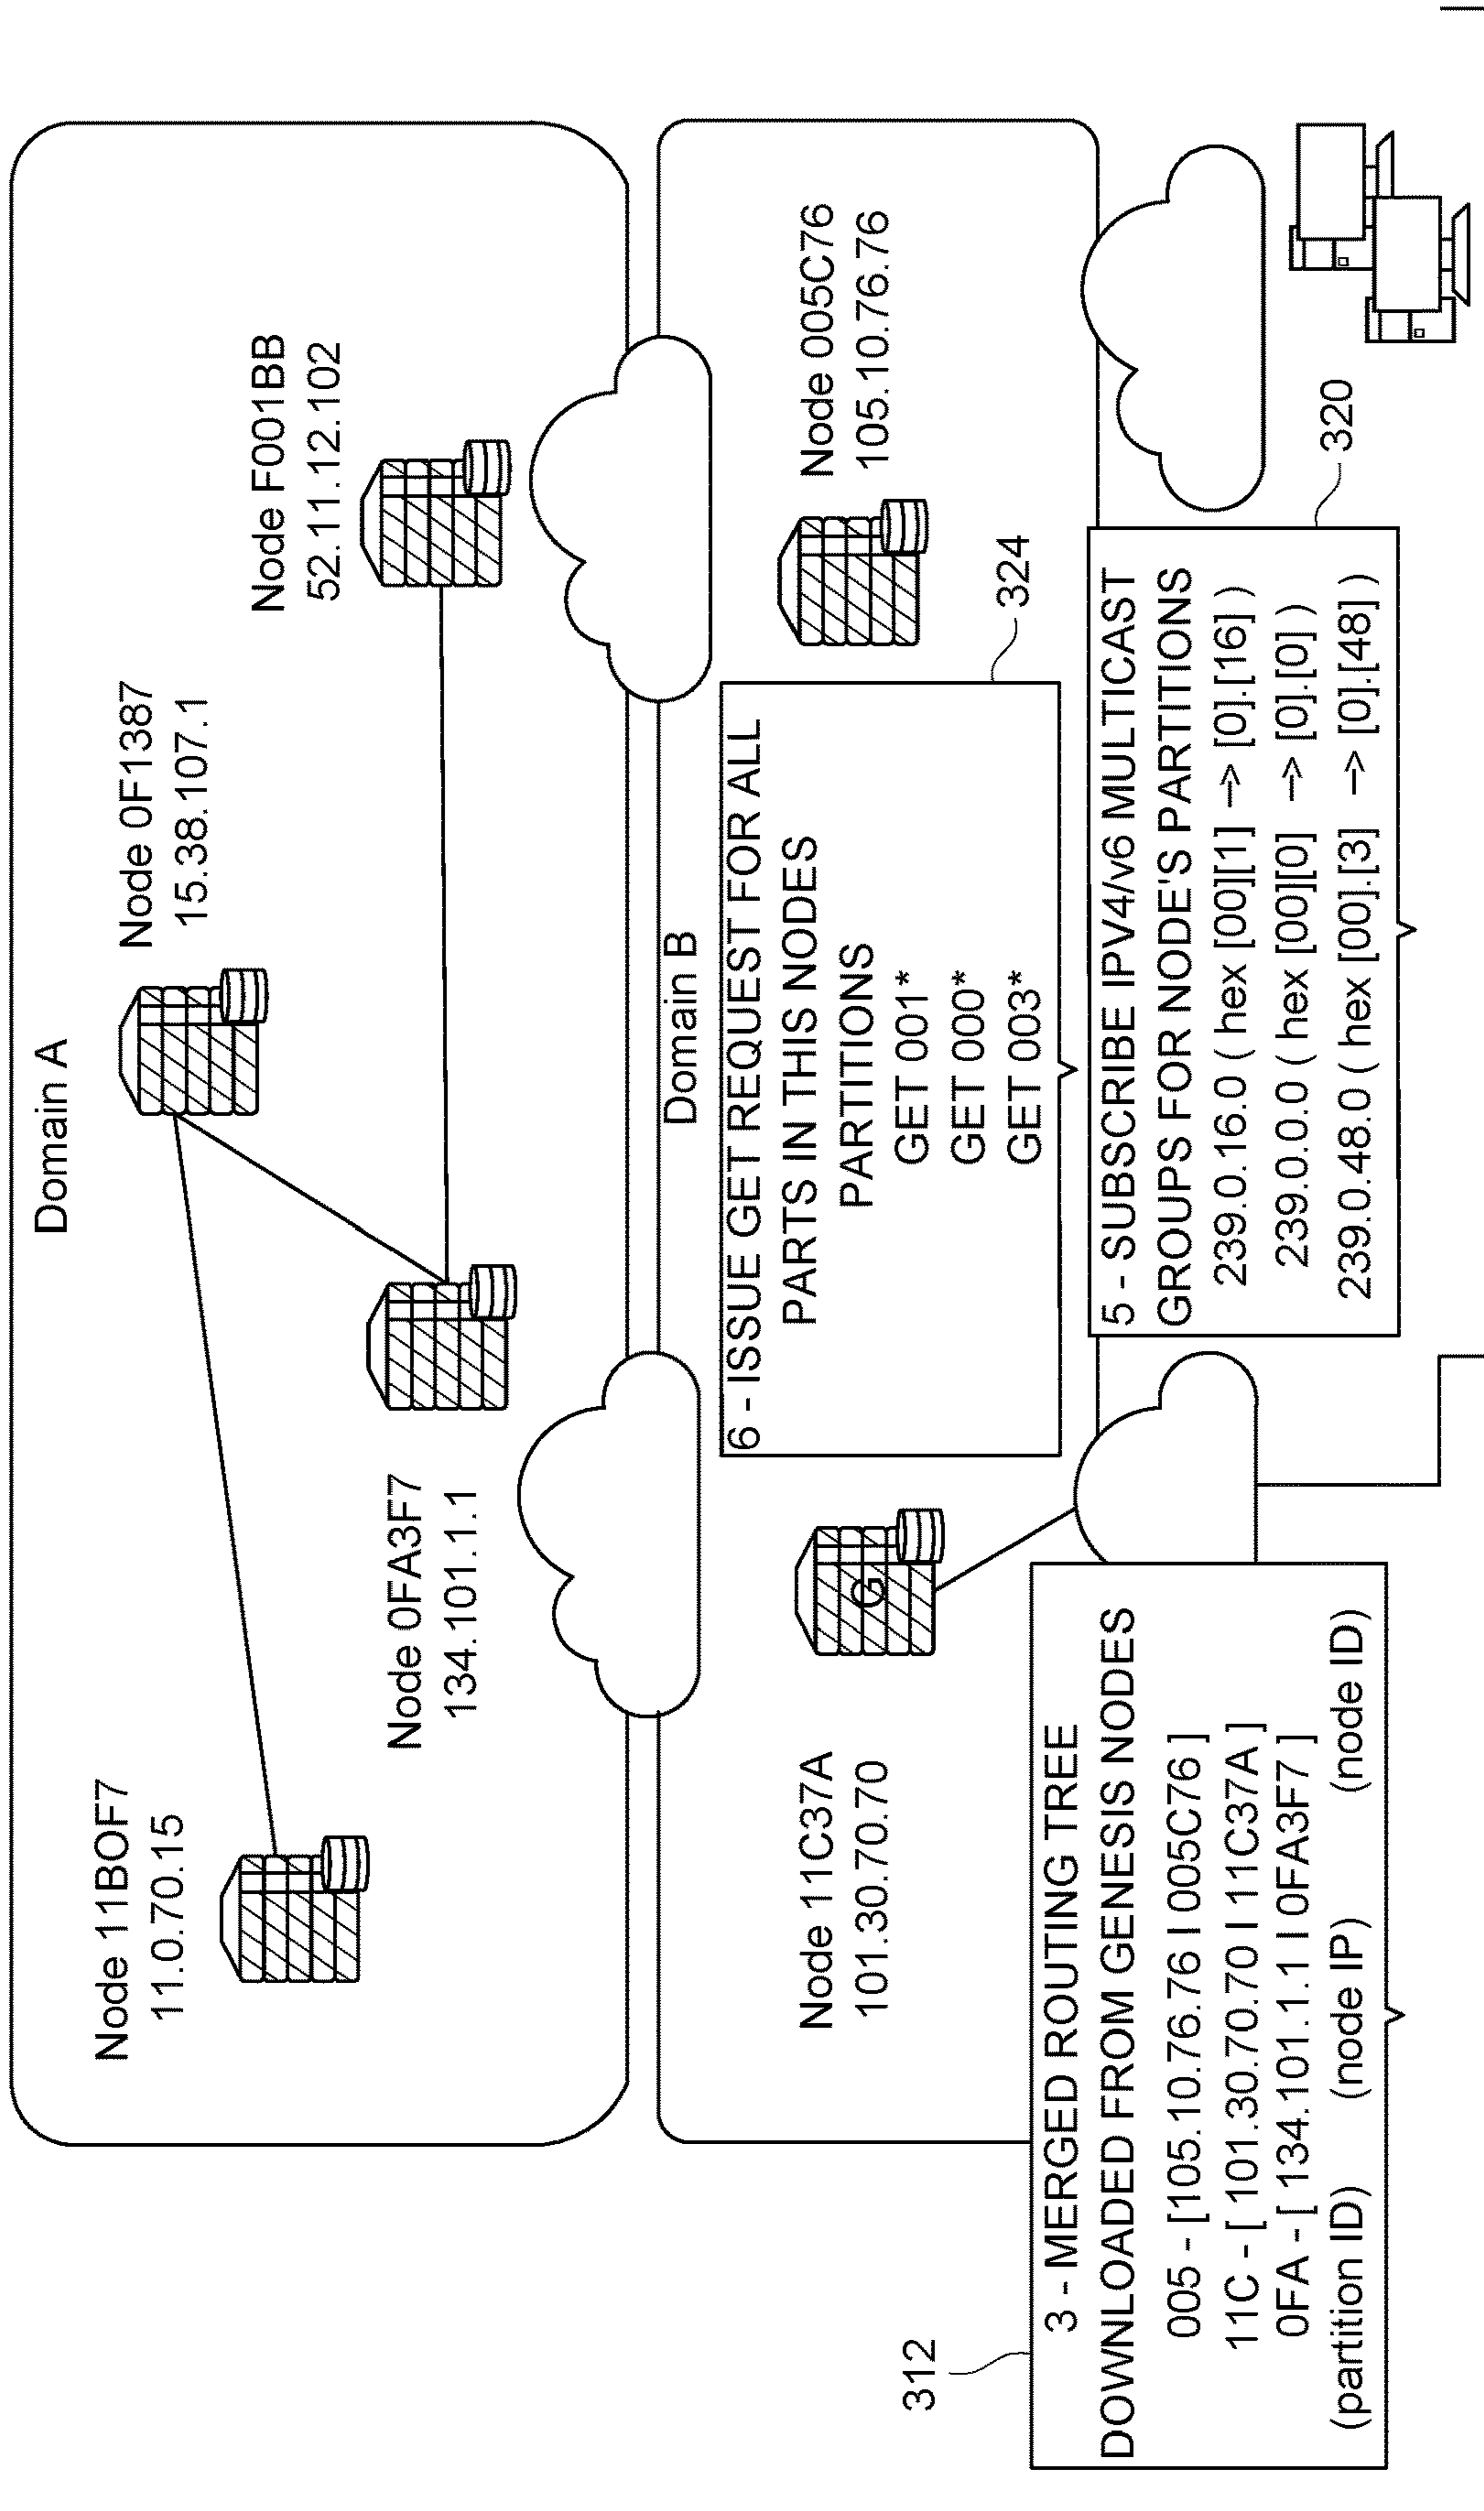 Domain A
Node 11BOF7
11.0.70.15
Node 0F1387
15.38.107.1
Node F001BB
52.11.12.102
Node 0FA3F7
134.101.1.1
Domain B
Node 11C37A
101.30.70.70
G
Node 005C76
105.10.76.76
6 - ISSUE GET REQUEST FOR ALL
PARTS IN THIS NODES
PARTITIONS
GET 001*
GET 000*
GET 003*
324
312
3 - MERGED ROUTING TREE
DOWNLOADED FROM GENESIS NODES
005 - [105.10.76.76 I 005C76 ]
11C - [ 101.30.70.70 I 11C37A ]
0FA - [ 134.101.1.1 I 0FA3F7 ]
(partition ID) (node IP) (node ID)
5 - SUBSCRIBE IPV4/v6 MULTICAST
GROUPS FOR NODE'S PARTITIONS
239.0.16.0 ( hex [00][1] –> [0].[16] )
239.0.0.0 ( hex [00][0] –> [0].[0] )
239.0.48.0 ( hex [00].[3] –> [0].[48] )
320